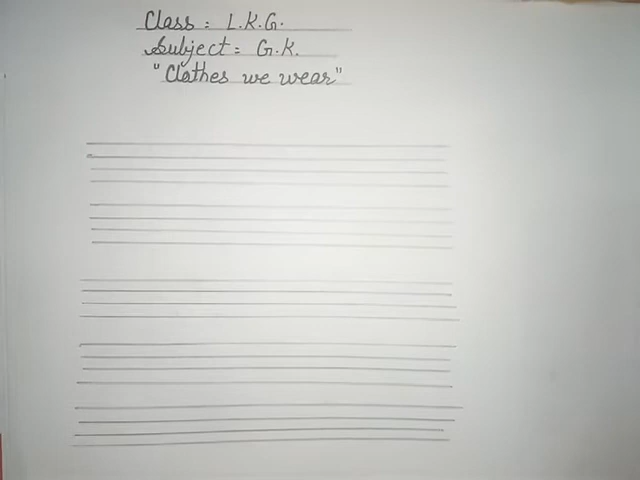 Class : L.K.G.
Subject : G.K.
"Clothes we wear"